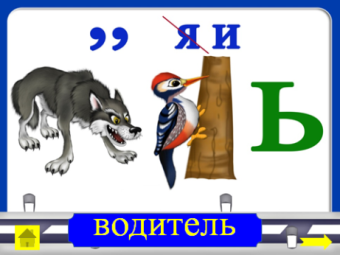 ,, Я И
Ь
водитель